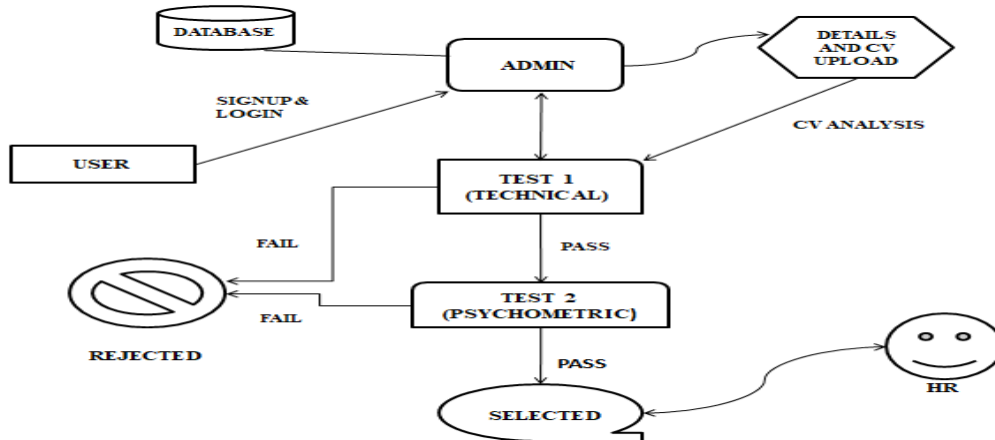 DATABASE
ADMIN
DETAILS
AND CV
UPLOAD
SIGNUP &
LOGIN
CV ANALYSIS
USER
TEST 1
(TECHNICAL)
FAIL
PASS
TEST 2
(PSYCHOMETRIC)
FAIL
REJECTED
PASS
HR
SELECTED